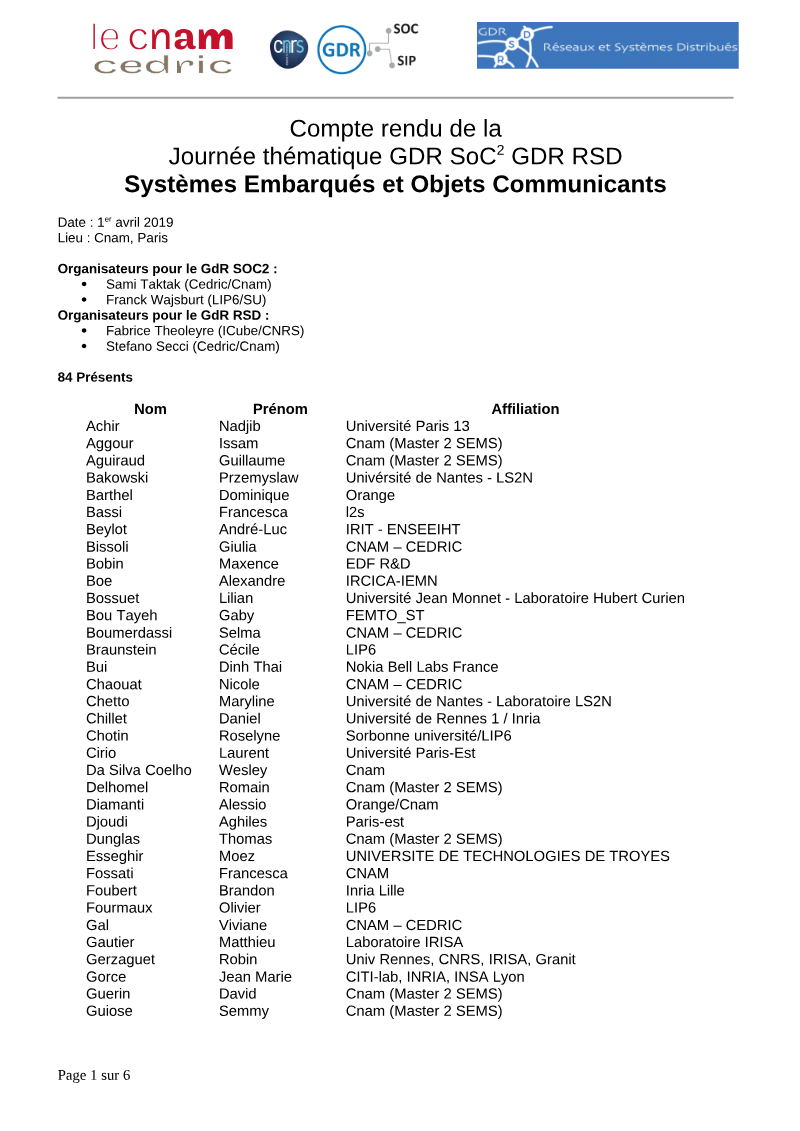 le cnam
cedric
cnrs
GDR
SOC
SIP
GDR
RSD
Réseaux et Systèmes Distribués
Compte rendu de la
Journée thématique GDR SoC² GDR RSD
Systèmes Embarqués et Objets Communicants
Date : 1er avril 2019
Lieu : Cnam, Paris
Organisateurs pour le GdR SOC2 :
• Sami Taktak (Cedric/Cnam)
• Franck Wajsburt (LIP6/SU)
Organisateurs pour le GdR RSD :
• Fabrice Theoleyre (ICube/CNRS)
• Stefano Secci (Cedric/Cnam)
84 Présents
Nom Prénom Affiliation
Achir Nadjib Université Paris 13
Aggour Issam Cnam (Master 2 SEMS)
Aguiraud Guillaume Cnam (Master 2 SEMS)
Bakowski Przemyslaw Univérsité de Nantes - LS2N
Barthel Dominique Orange
Bassi Francesca l2s
Beylot André-Luc IRIT - ENSEEIHT
Bissoli Giulia CNAM – CEDRIC
Bobin Maxence EDF R&D
Boe Alexandre IRCICA-IEMN
Bossuet Lilian Université Jean Monnet - Laboratoire Hubert Curien
Bou Tayeh Gaby FEMTO_ST
Boumerdassi Selma CNAM – CEDRIC
Braunstein Cécile LIP6
Bui Dinh Thai Nokia Bell Labs France
Chaouat Nicole CNAM – CEDRIC
Chetto Maryline Université de Nantes - Laboratoire LS2N
Chillet Daniel Université de Rennes 1 / Inria
Chotin Roselyne Sorbonne université/LIP6
Cirio Laurent Université Paris-Est
Da Silva Coelho Wesley Cnam
Delhomel Romain Cnam (Master 2 SEMS)
Diamanti Alessio Orange/Cnam
Djoudi Aghiles Paris-est
Dunglas Thomas Cnam (Master 2 SEMS)
Esseghir Moez UNIVERSITE DE TECHNOLOGIES DE TROYES
Fossati Francesca CNAM
Foubert Brandon Inria Lille
Fourmaux Olivier LIP6
Gal Viviane CNAM – CEDRIC
Gautier Matthieu Laboratoire IRISA
Gerzaguet Robin Univ Rennes, CNRS, IRISA, Granit
Gorce Jean Marie CITI-lab, INRIA, INSA Lyon
Guerin David Cnam (Master 2 SEMS)
Guiose Semmy Cnam (Master 2 SEMS)
Page 1 sur 6